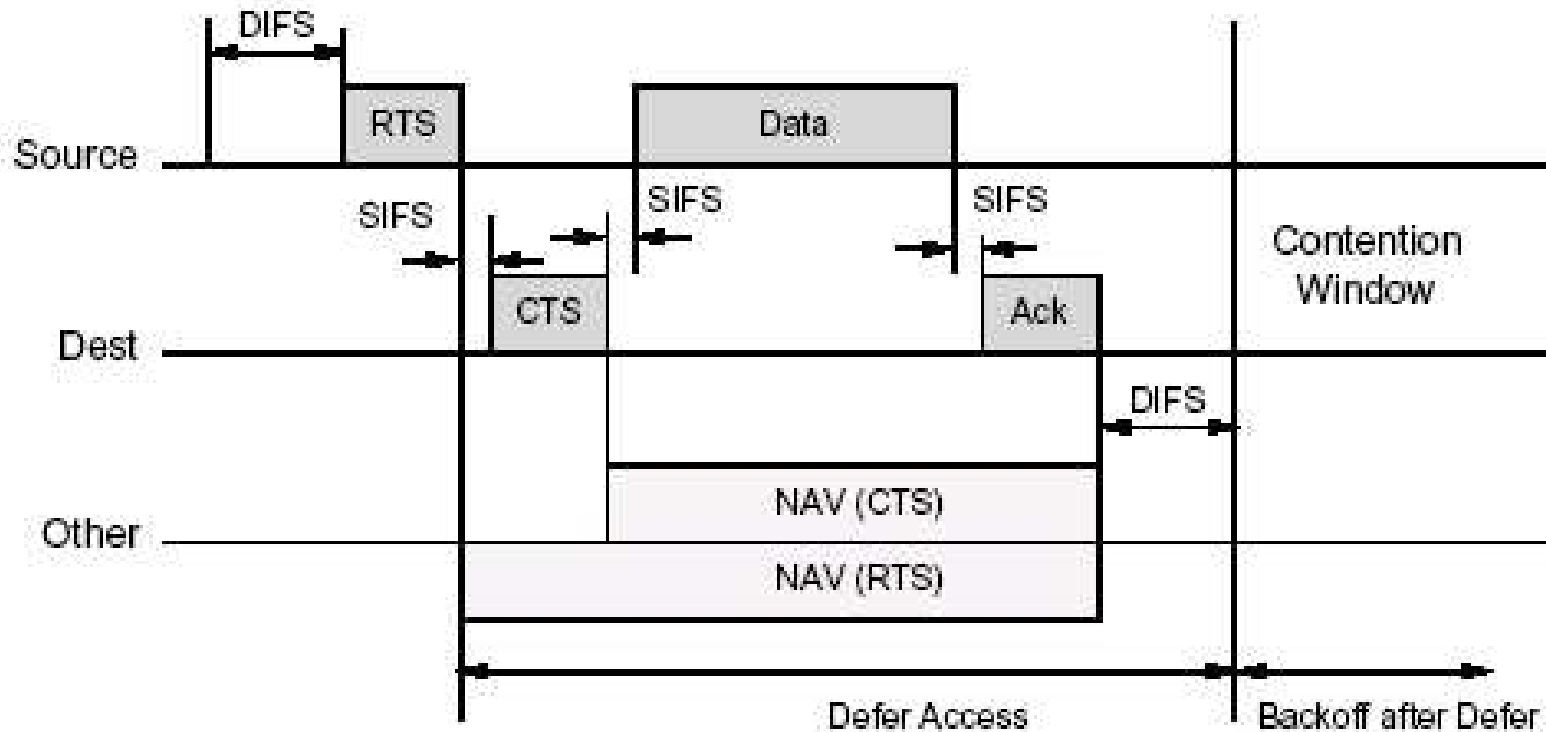 DIFS
RTS
Data
Source
SIFS
SIFS
SIFS
Contention
Window
CTS
Ack
Dest
DIFS
NAV (CTS)
Other
NAV (RTS)
Defer Access
Backoff after Defer